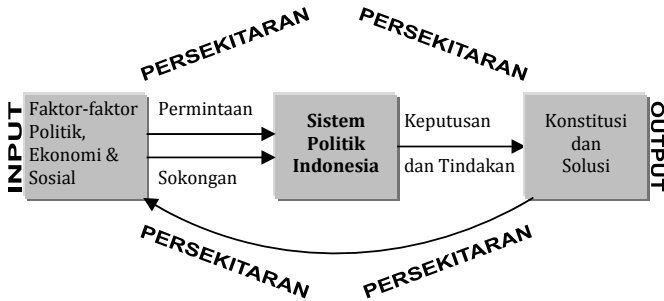 PERSEKITARAN
PERSEKITARAN
INPUT
Faktor-faktor
Politik,
Ekonomi &
Sosial
Permintaan
Sokongan
Sistem
Politik
Indonesia
Keputusan
dan Tindakan
Konstitusi
dan
Solusi
OUTPUT
PERSEKITARAN
PERSEKITARAN